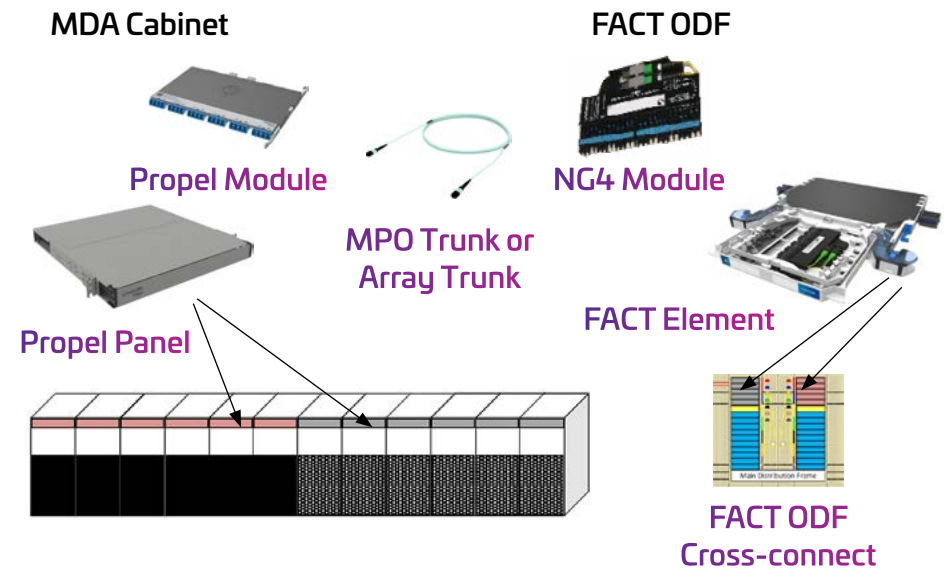 MDA Cabinet
FACT ODF
Propel Module
NG4 Module
MPO Trunk or
Array Trunk
FACT Element
Propel Panel
Main Distribution Frame
FACT ODF
Cross-connect